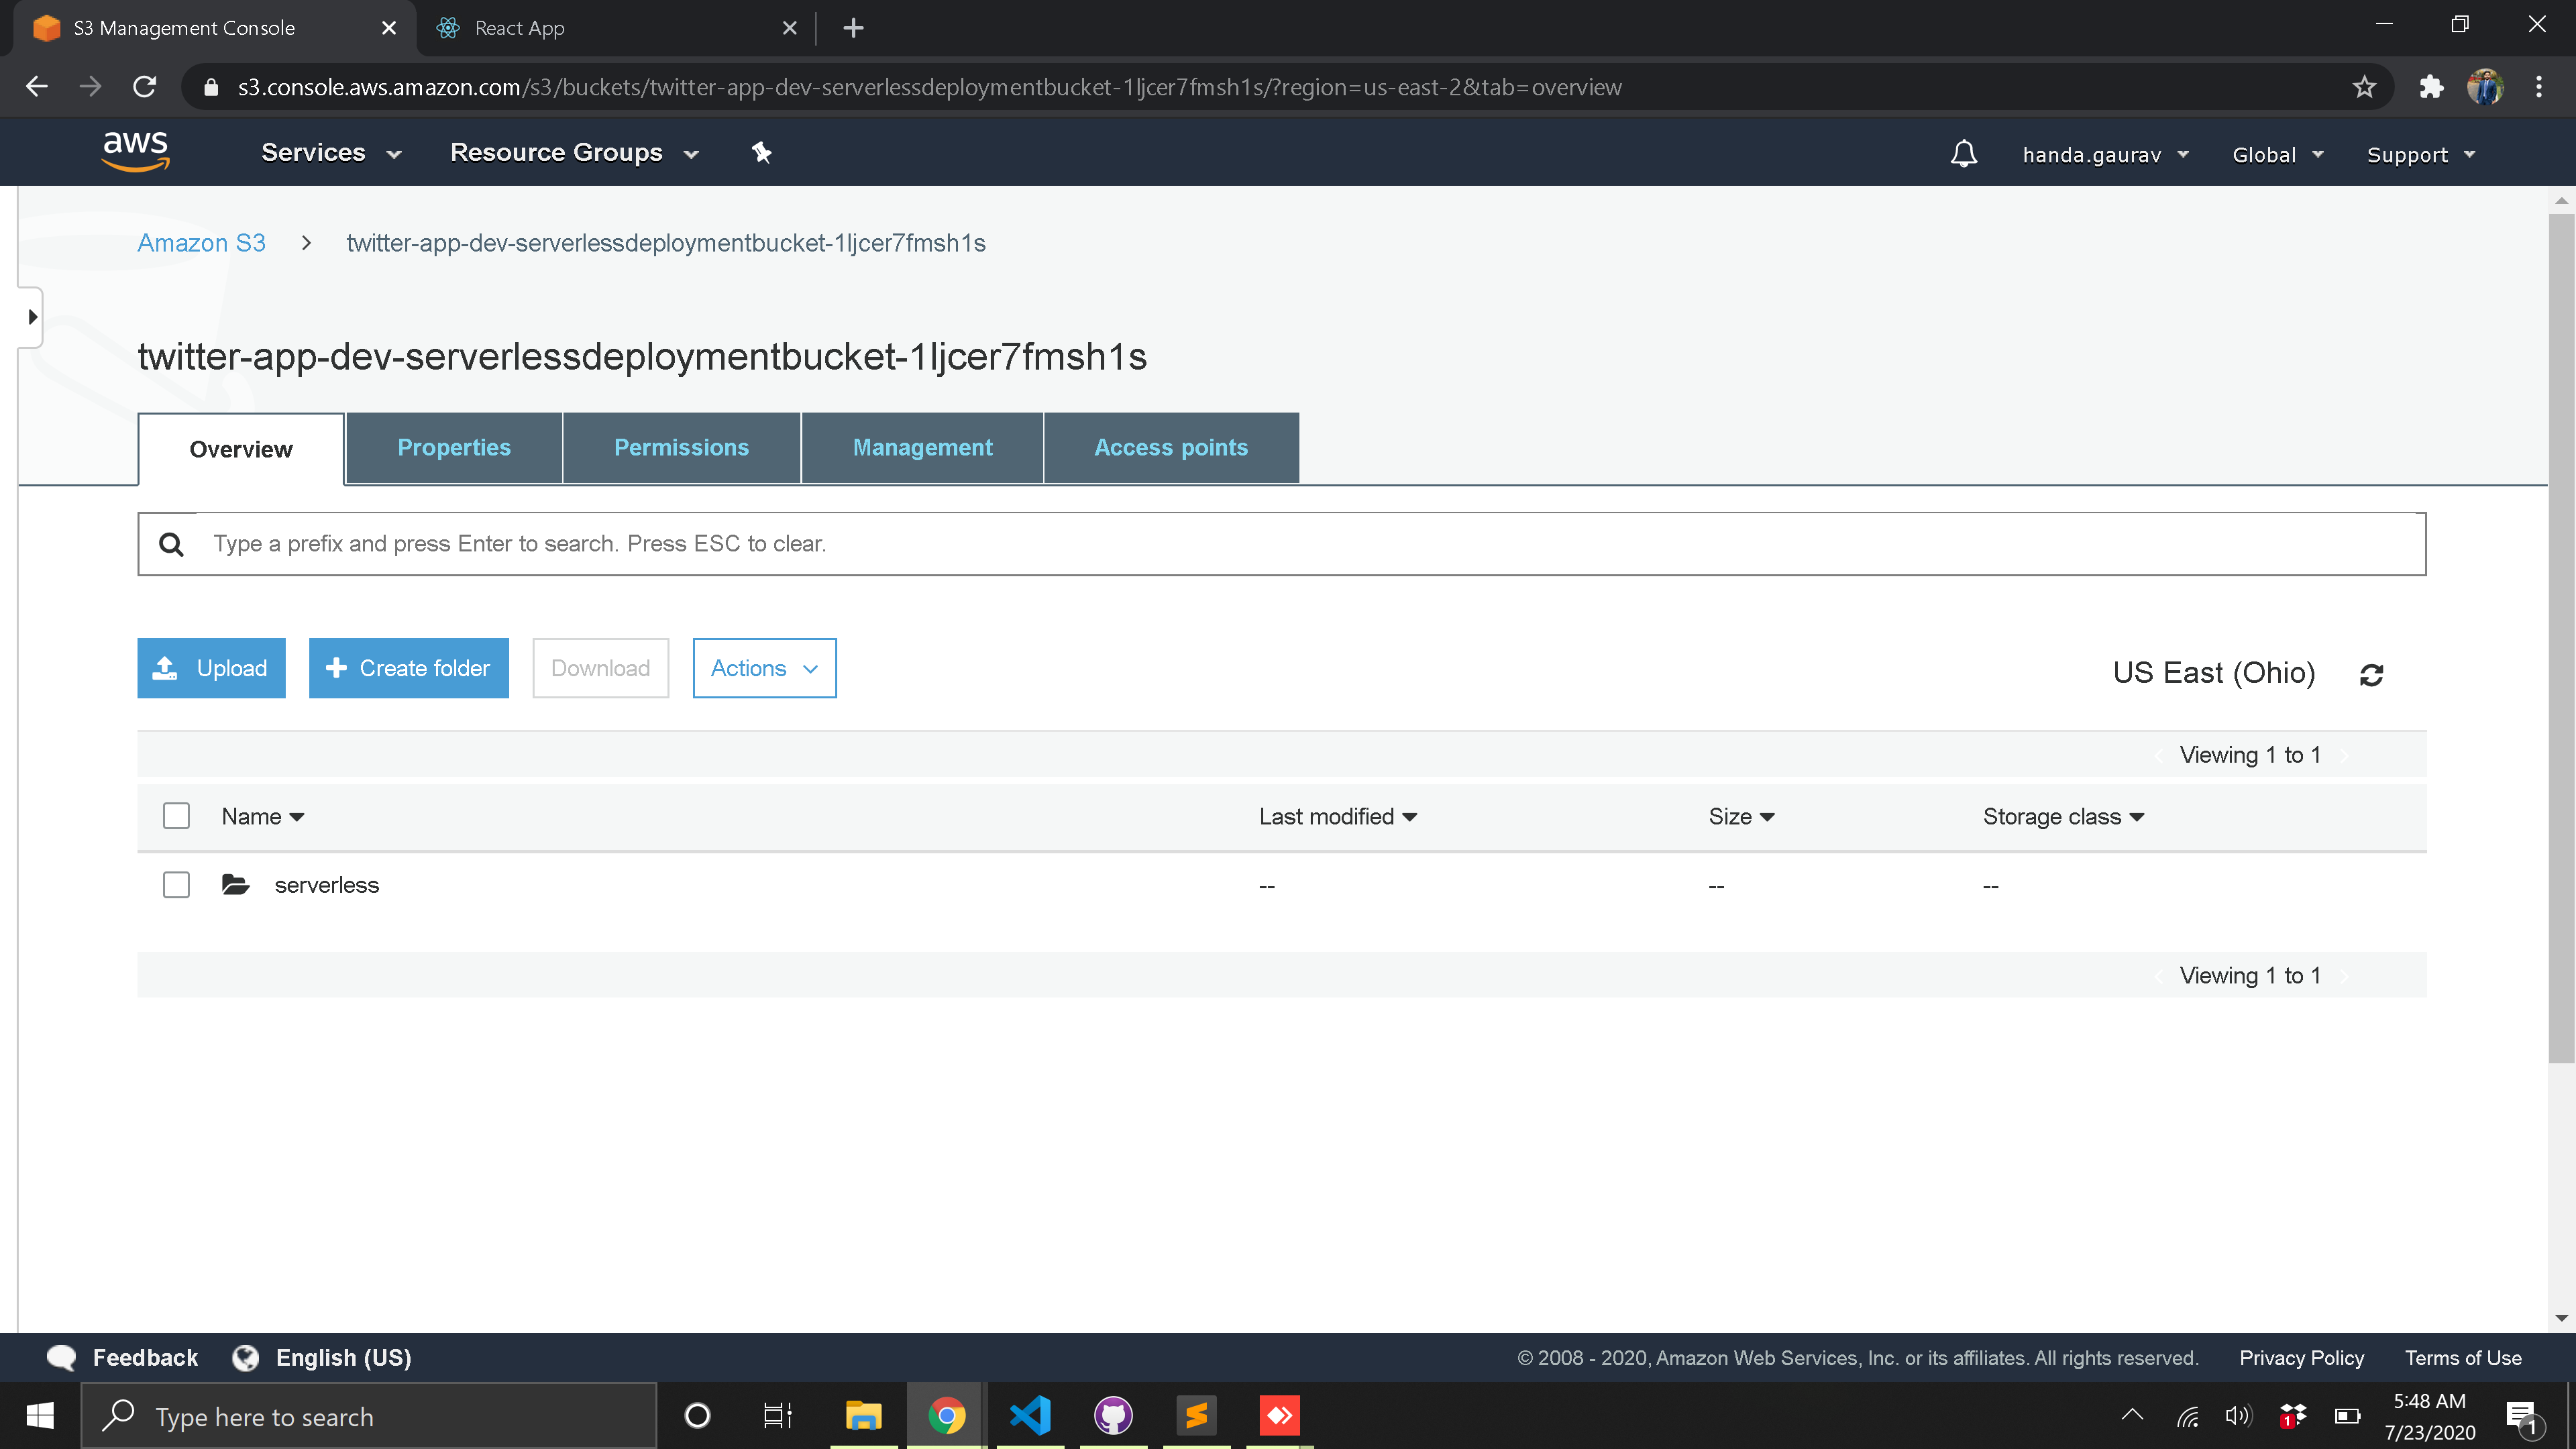 S3 Management Console
React App
s3.console.aws.amazon.com/s3/buckets/twitter-app-dev-serverlessdeploymentbucket-1ljcer7fmsh1s/?region=us-east-2&tab=overview
aws Services Resource Groups handa.gaurav Global Support
Amazon S3 > twitter-app-dev-serverlessdeploymentbucket-1ljcer7fmsh1s
twitter-app-dev-serverlessdeploymentbucket-1ljcer7fmsh1s
Overview Properties Permissions Management Access points
Type a prefix and press Enter to search. Press ESC to clear.
Upload Create folder Download Actions US East (Ohio)
Viewing 1 to 1
Name Last modified Size Storage class
serverless -- -- --
Viewing 1 to 1
Feedback English (US) © 2008 - 2020, Amazon Web Services, Inc. or its affiliates. All rights reserved. Privacy Policy Terms of Use
Type here to search
1
5:48 AM
7/23/2020
1